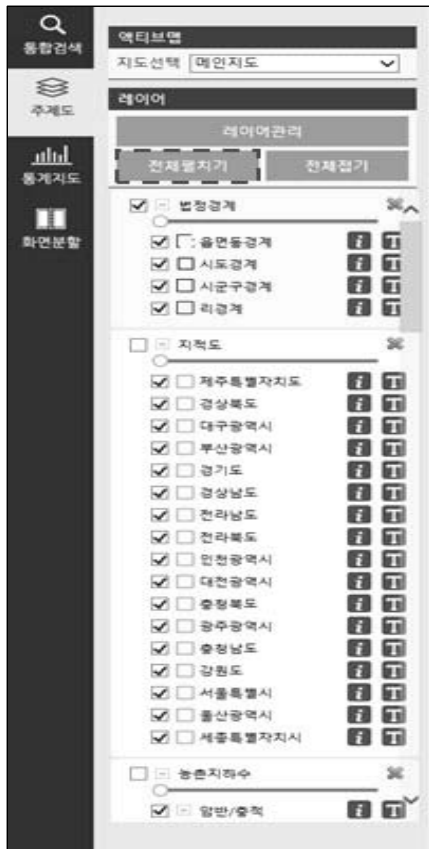 통합검색
주제도
통계지도
화면분할
액티브맵
지도선택 메인지도
레이어
레이어관리
전체펼치기 전체접기
법정경계
읍면동경계
시도경계
시군구경계
리경계
지적도
제주특별자치도
경상북도
대구광역시
부산광역시
경기도
경상남도
전라남도
전라북도
인천광역시
대전광역시
충청북도
광주광역시
충청남도
강원도
서울특별시
울산광역시
세종특별자치시
농촌지하수
암반/충적